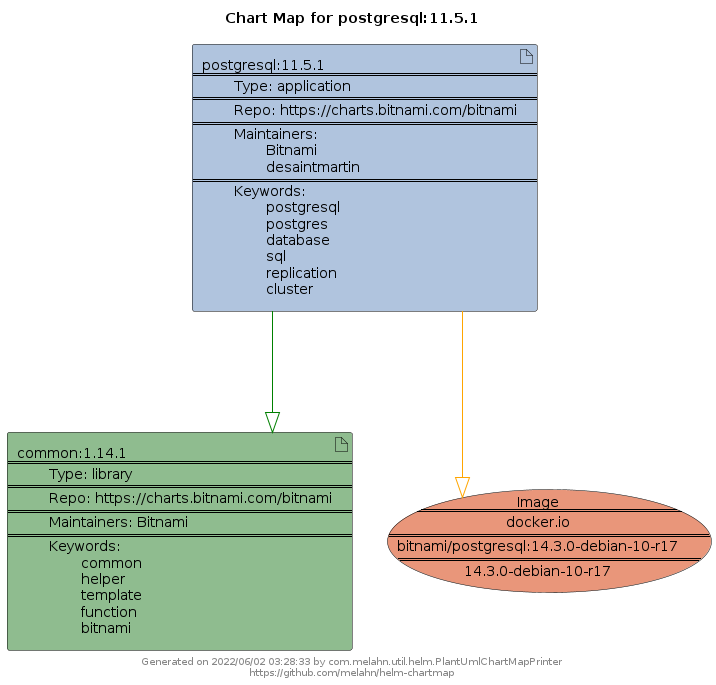 Chart Map for postgresql:11.5.1
postgresql:11.5.1
Type: application
Repo: https://charts.bitnami.com/bitnami
Maintainers:
Bitnami
desaintmartin
Keywords:
postgresql
postgres
database
sql
replication
cluster
common:1.14.1
Type: library
Repo: https://charts.bitnami.com/bitnami
Maintainers: Bitnami
Keywords:
common
helper
template
function
bitnami
Image
docker.io
bitnami/postgresql:14.3.0-debian-10-r17
14.3.0-debian-10-r17
Generated on 2022/06/02 03:28:33 by com.melahn.util.helm.PlantUmlChartMapPrinter
https://github.com/melahn/helm-chartmap